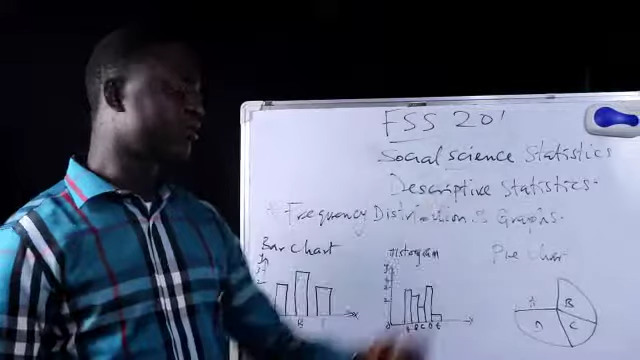 FSS 201
Social science Statistics
Descriptive Statistics.
Frequency Distribution & Graphs.
Bar Chart
Histogram
Pie Chart
A
B
D
C